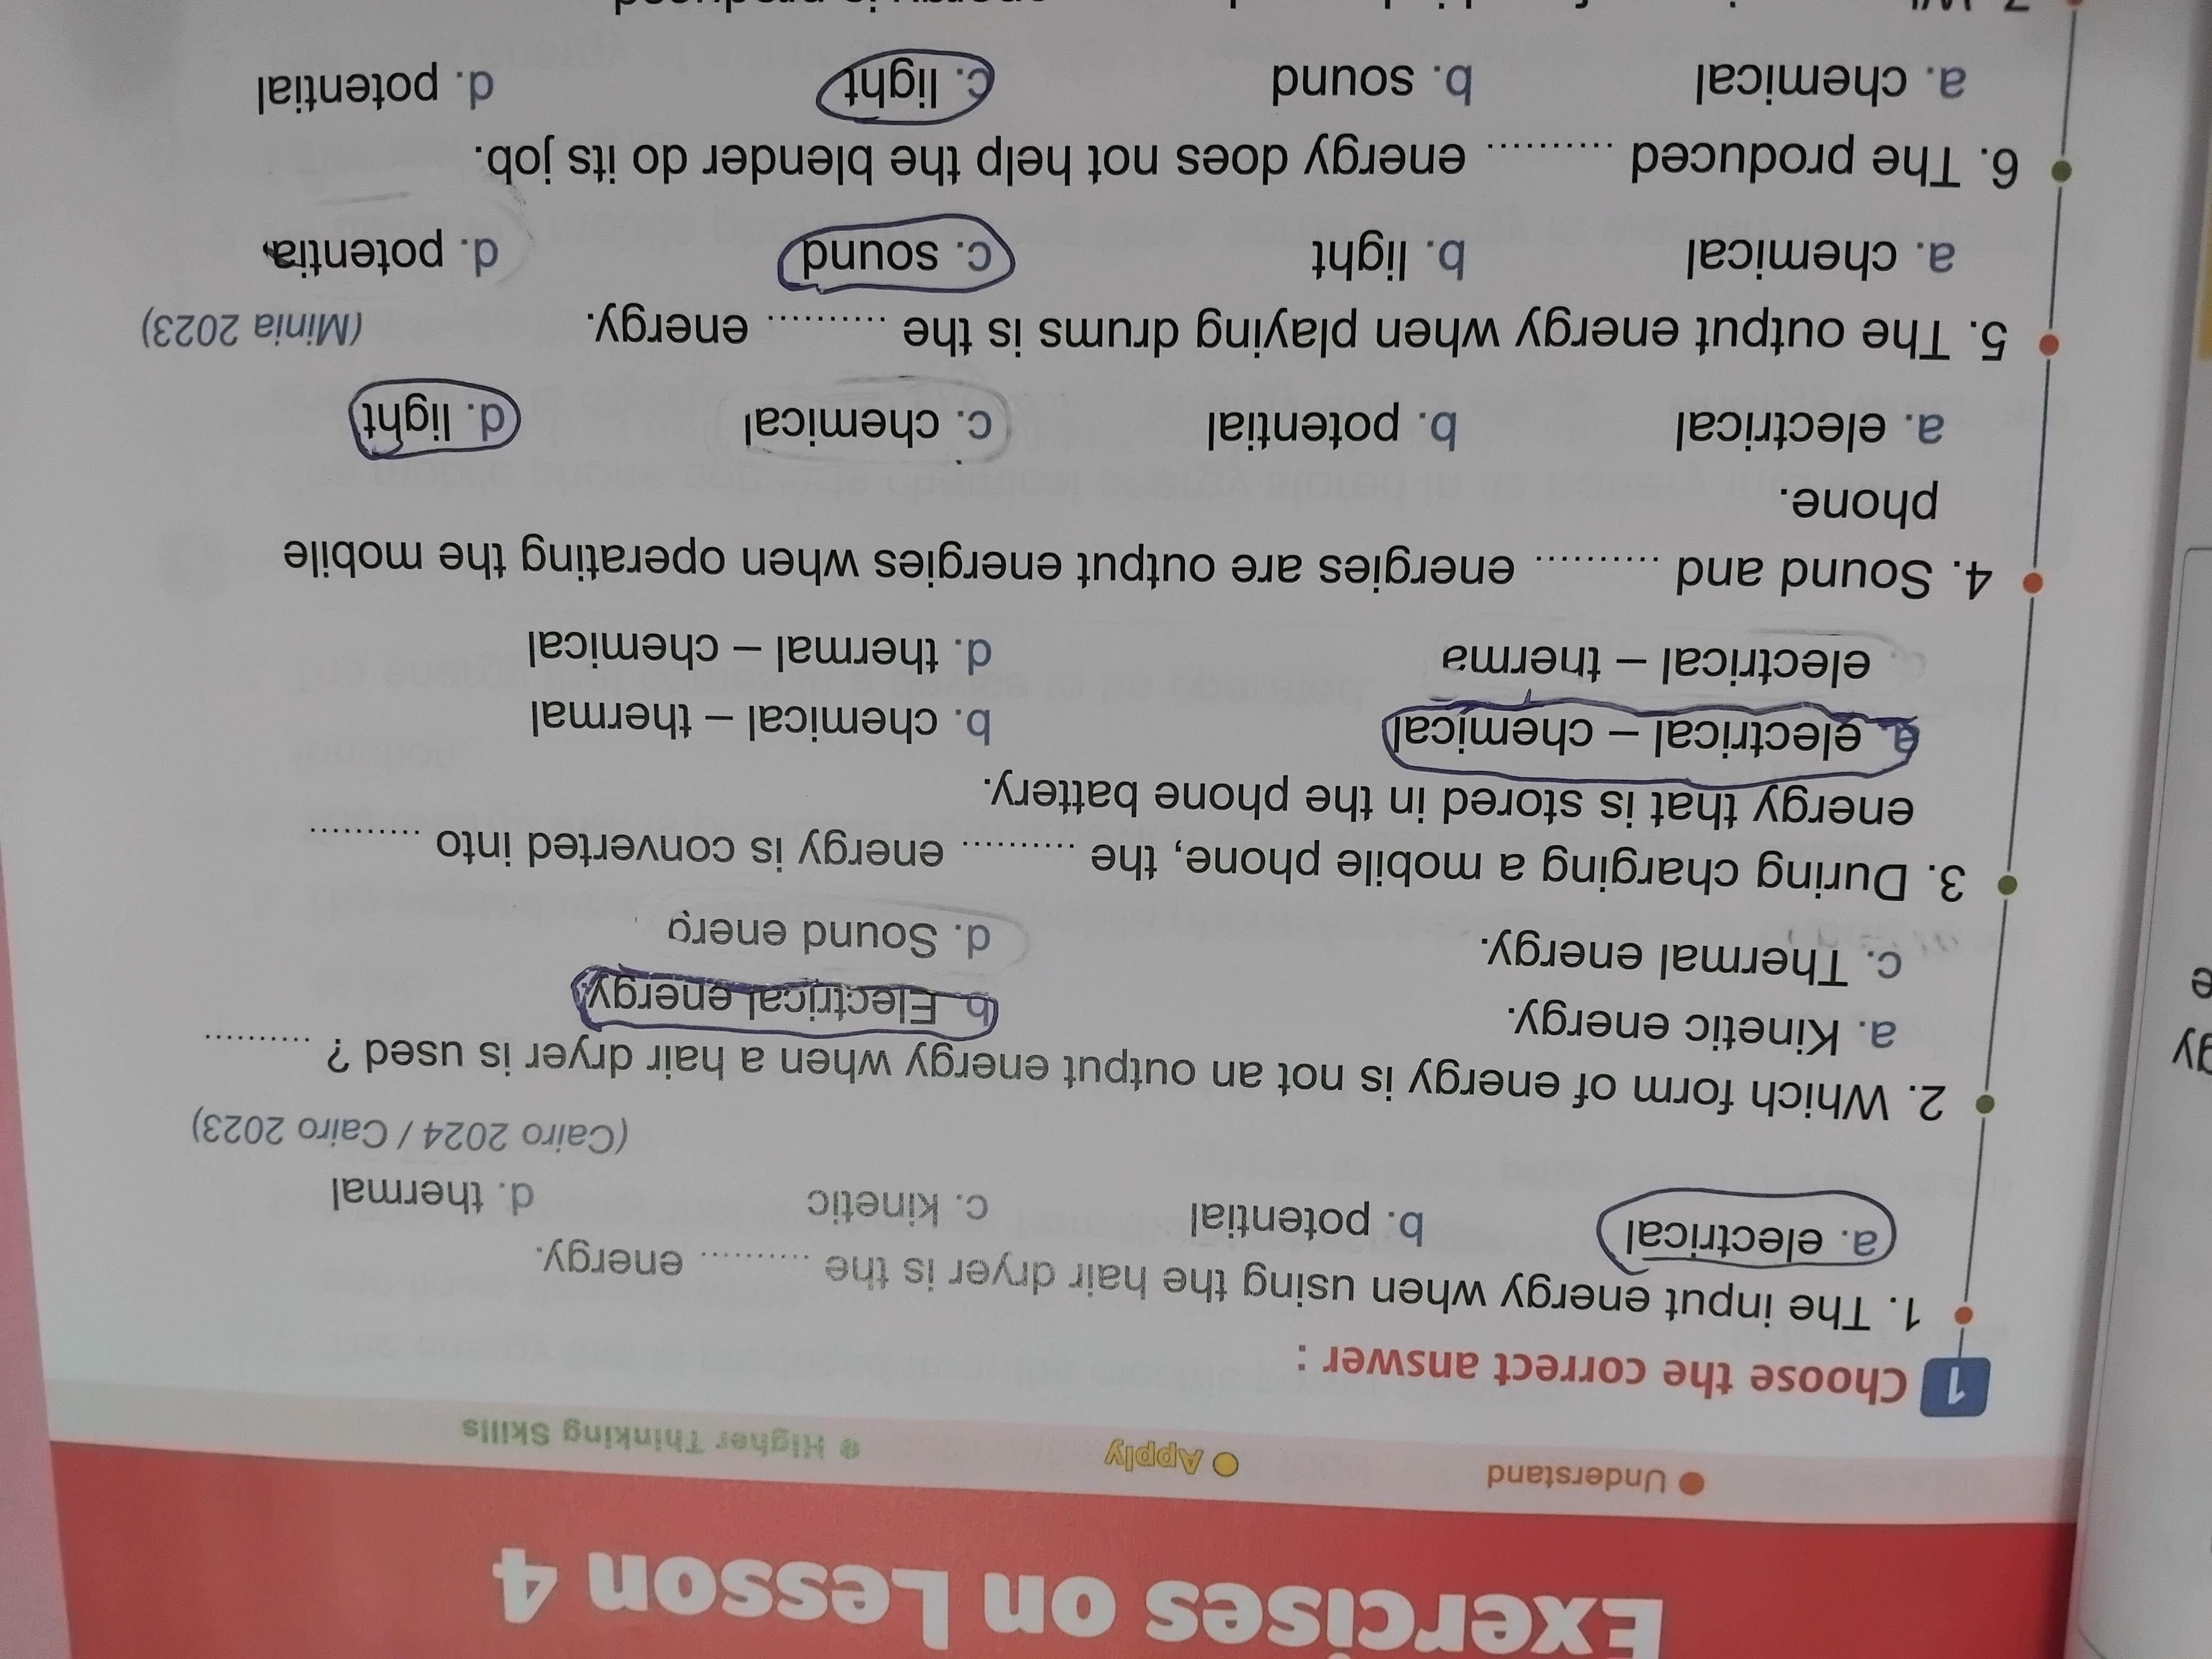 Exercises on Lesson 4
Understand Apply Higher Thinking Skills
1 Choose the correct answer :
1. The input energy when using the hair dryer is the .......... energy.
a. electrical b. potential c. kinetic d. thermal
(Cairo 2024 / Cairo 2023)
2. Which form of energy is not an output energy when a hair dryer is used ? ..........
a. Kinetic energy. b. Electrical energy.
c. Thermal energy. d. Sound energ
3. During charging a mobile phone, the .......... energy is converted into ..........
energy that is stored in the phone battery.
a. electrical – chemical b. chemical – thermal
electrical – therma d. thermal – chemical
4. Sound and .......... energies are output energies when operating the mobile
phone.
a. electrical b. potential c. chemical d. light
5. The output energy when playing drums is the .......... energy. (Minia 2023)
a. chemical b. light c. sound d. potentia
6. The produced .......... energy does not help the blender do its job.
a. chemical b. sound c. light d. potential
7.